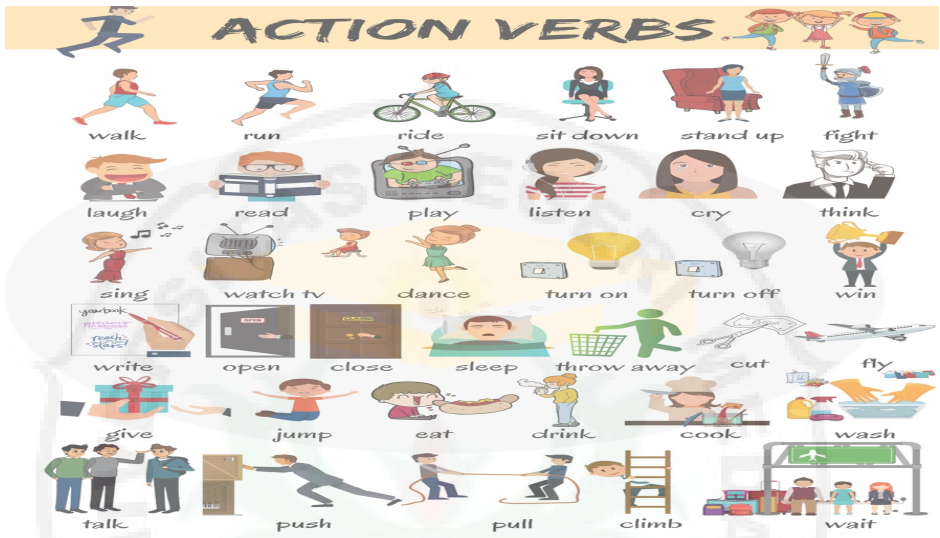 ACTION VERBS
walk run ride sit down stand up fight
laugh read play listen cry think
sing watch tv dance turn on turn off win
OPEN
write open close sleep throw away cut fly
give jump eat drink cook wash
talk push pull climb wait